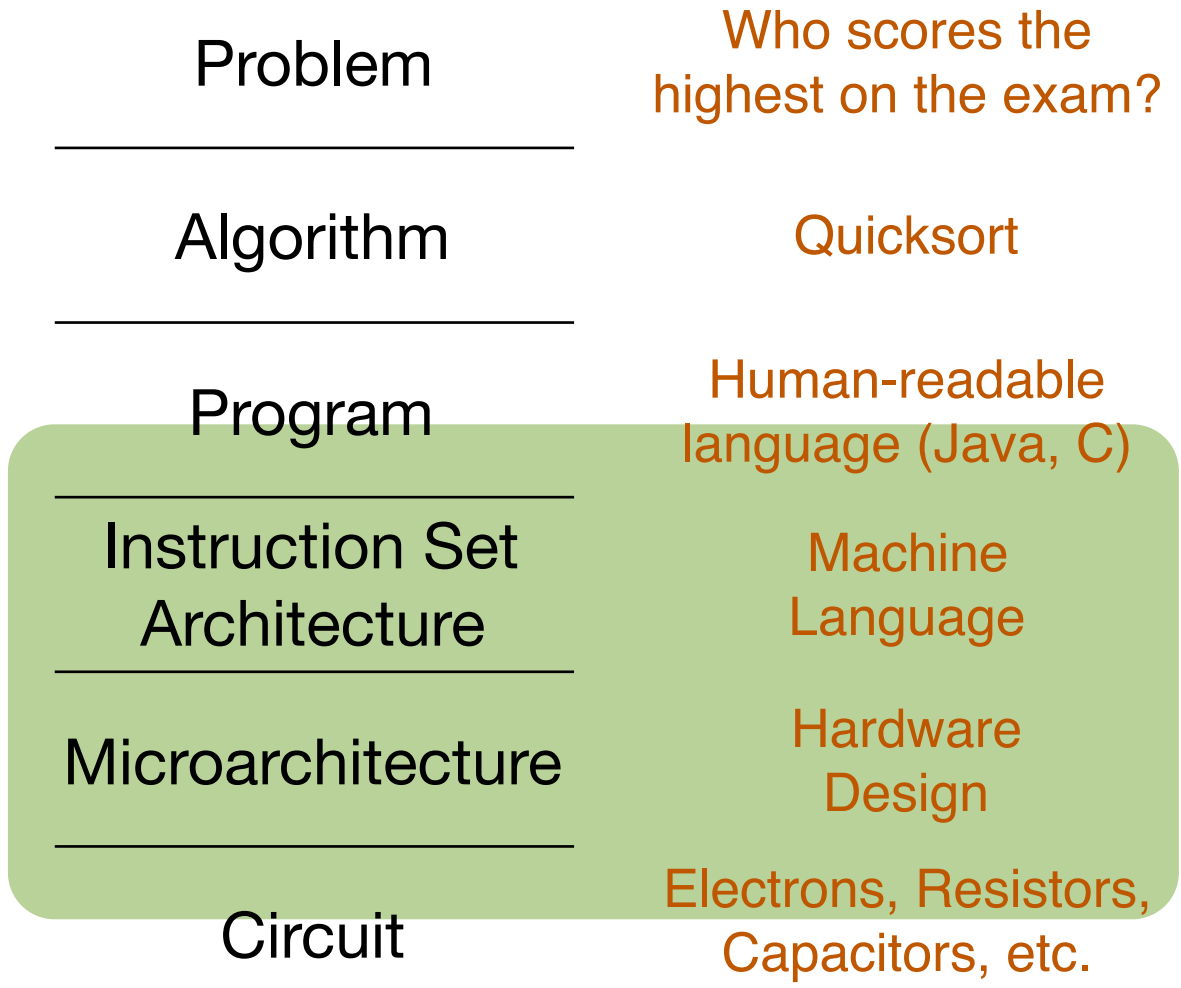 Problem
Who scores the
highest on the exam?
Algorithm
Quicksort
Program
Human-readable
language (Java, C)
Instruction Set
Architecture
Machine
Language
Microarchitecture
Hardware
Design
Circuit
Electrons, Resistors,
Capacitors, etc.